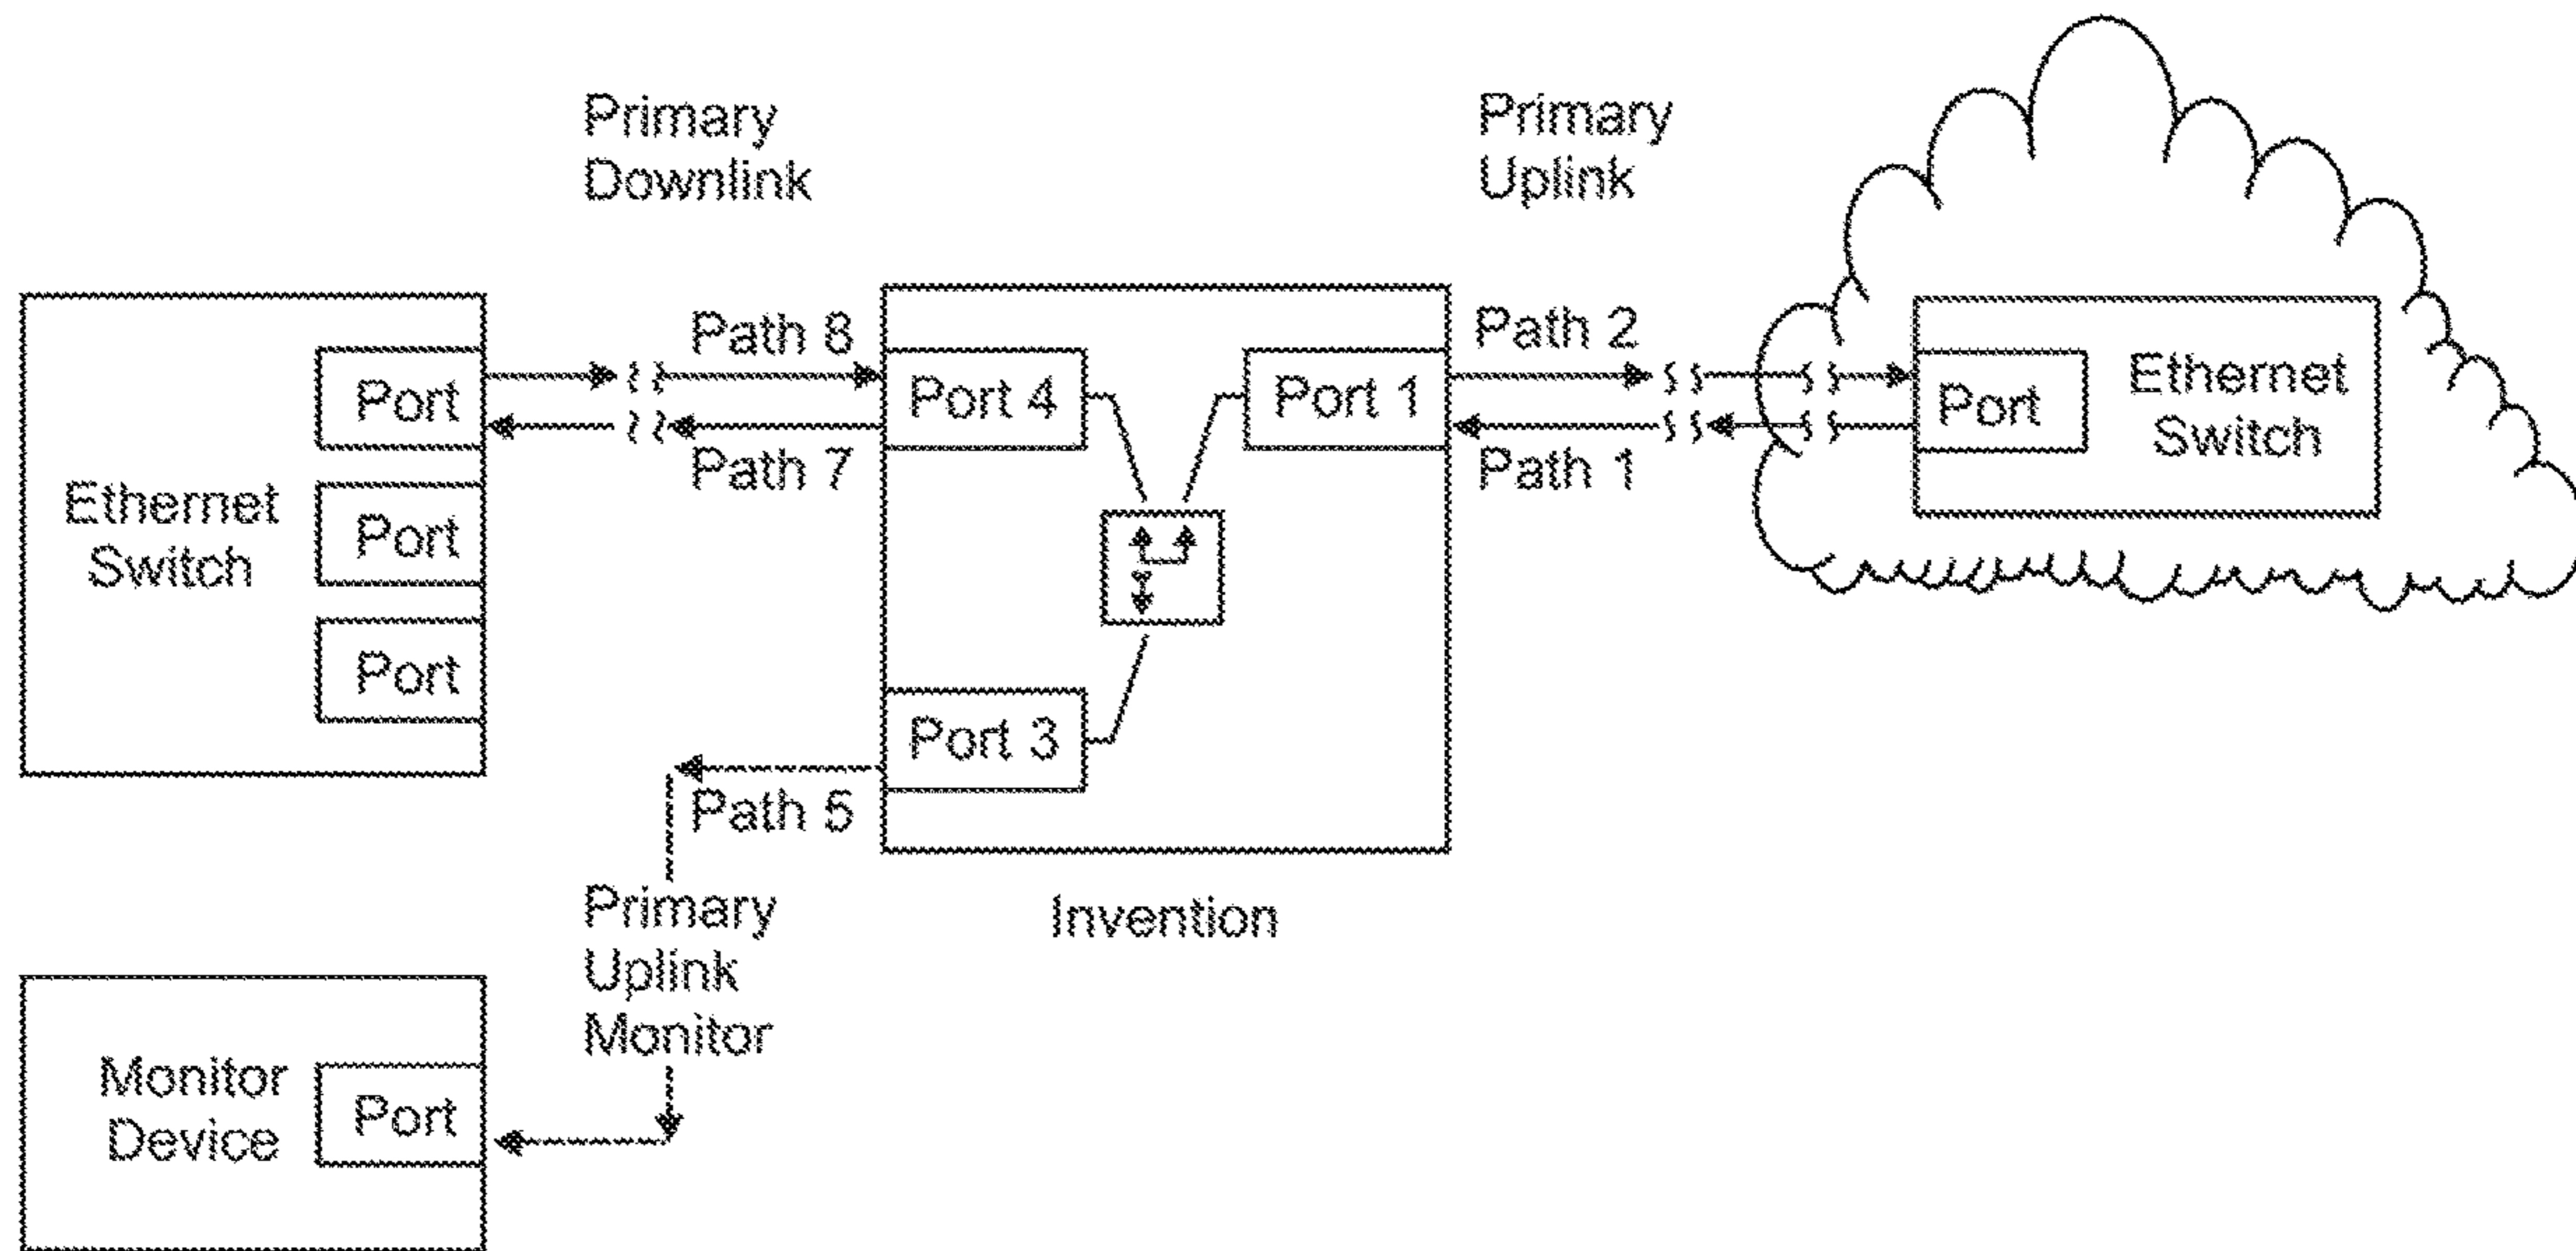 Primary
Downlink
Primary
Uplink
Path 8
Path 2
Port
Port 4
Port 1
Port
Ethernet
Switch
Path 7
Path 1
Ethernet
Switch
Port
Port
Port 3
Path 5
Primary
Uplink
Monitor
Invention
Monitor
Device
Port